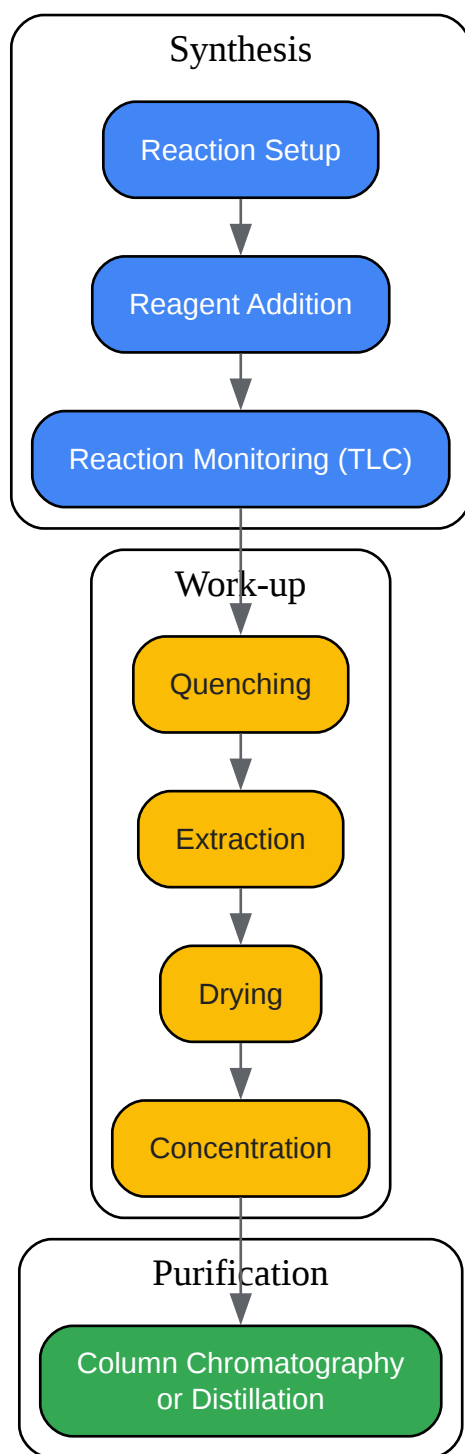 Synthesis
Reaction Setup
Reagent Addition
Reaction Monitoring (TLC)
Work-up
Quenching
Extraction
Drying
Concentration
Purification
Column Chromatography
or Distillation